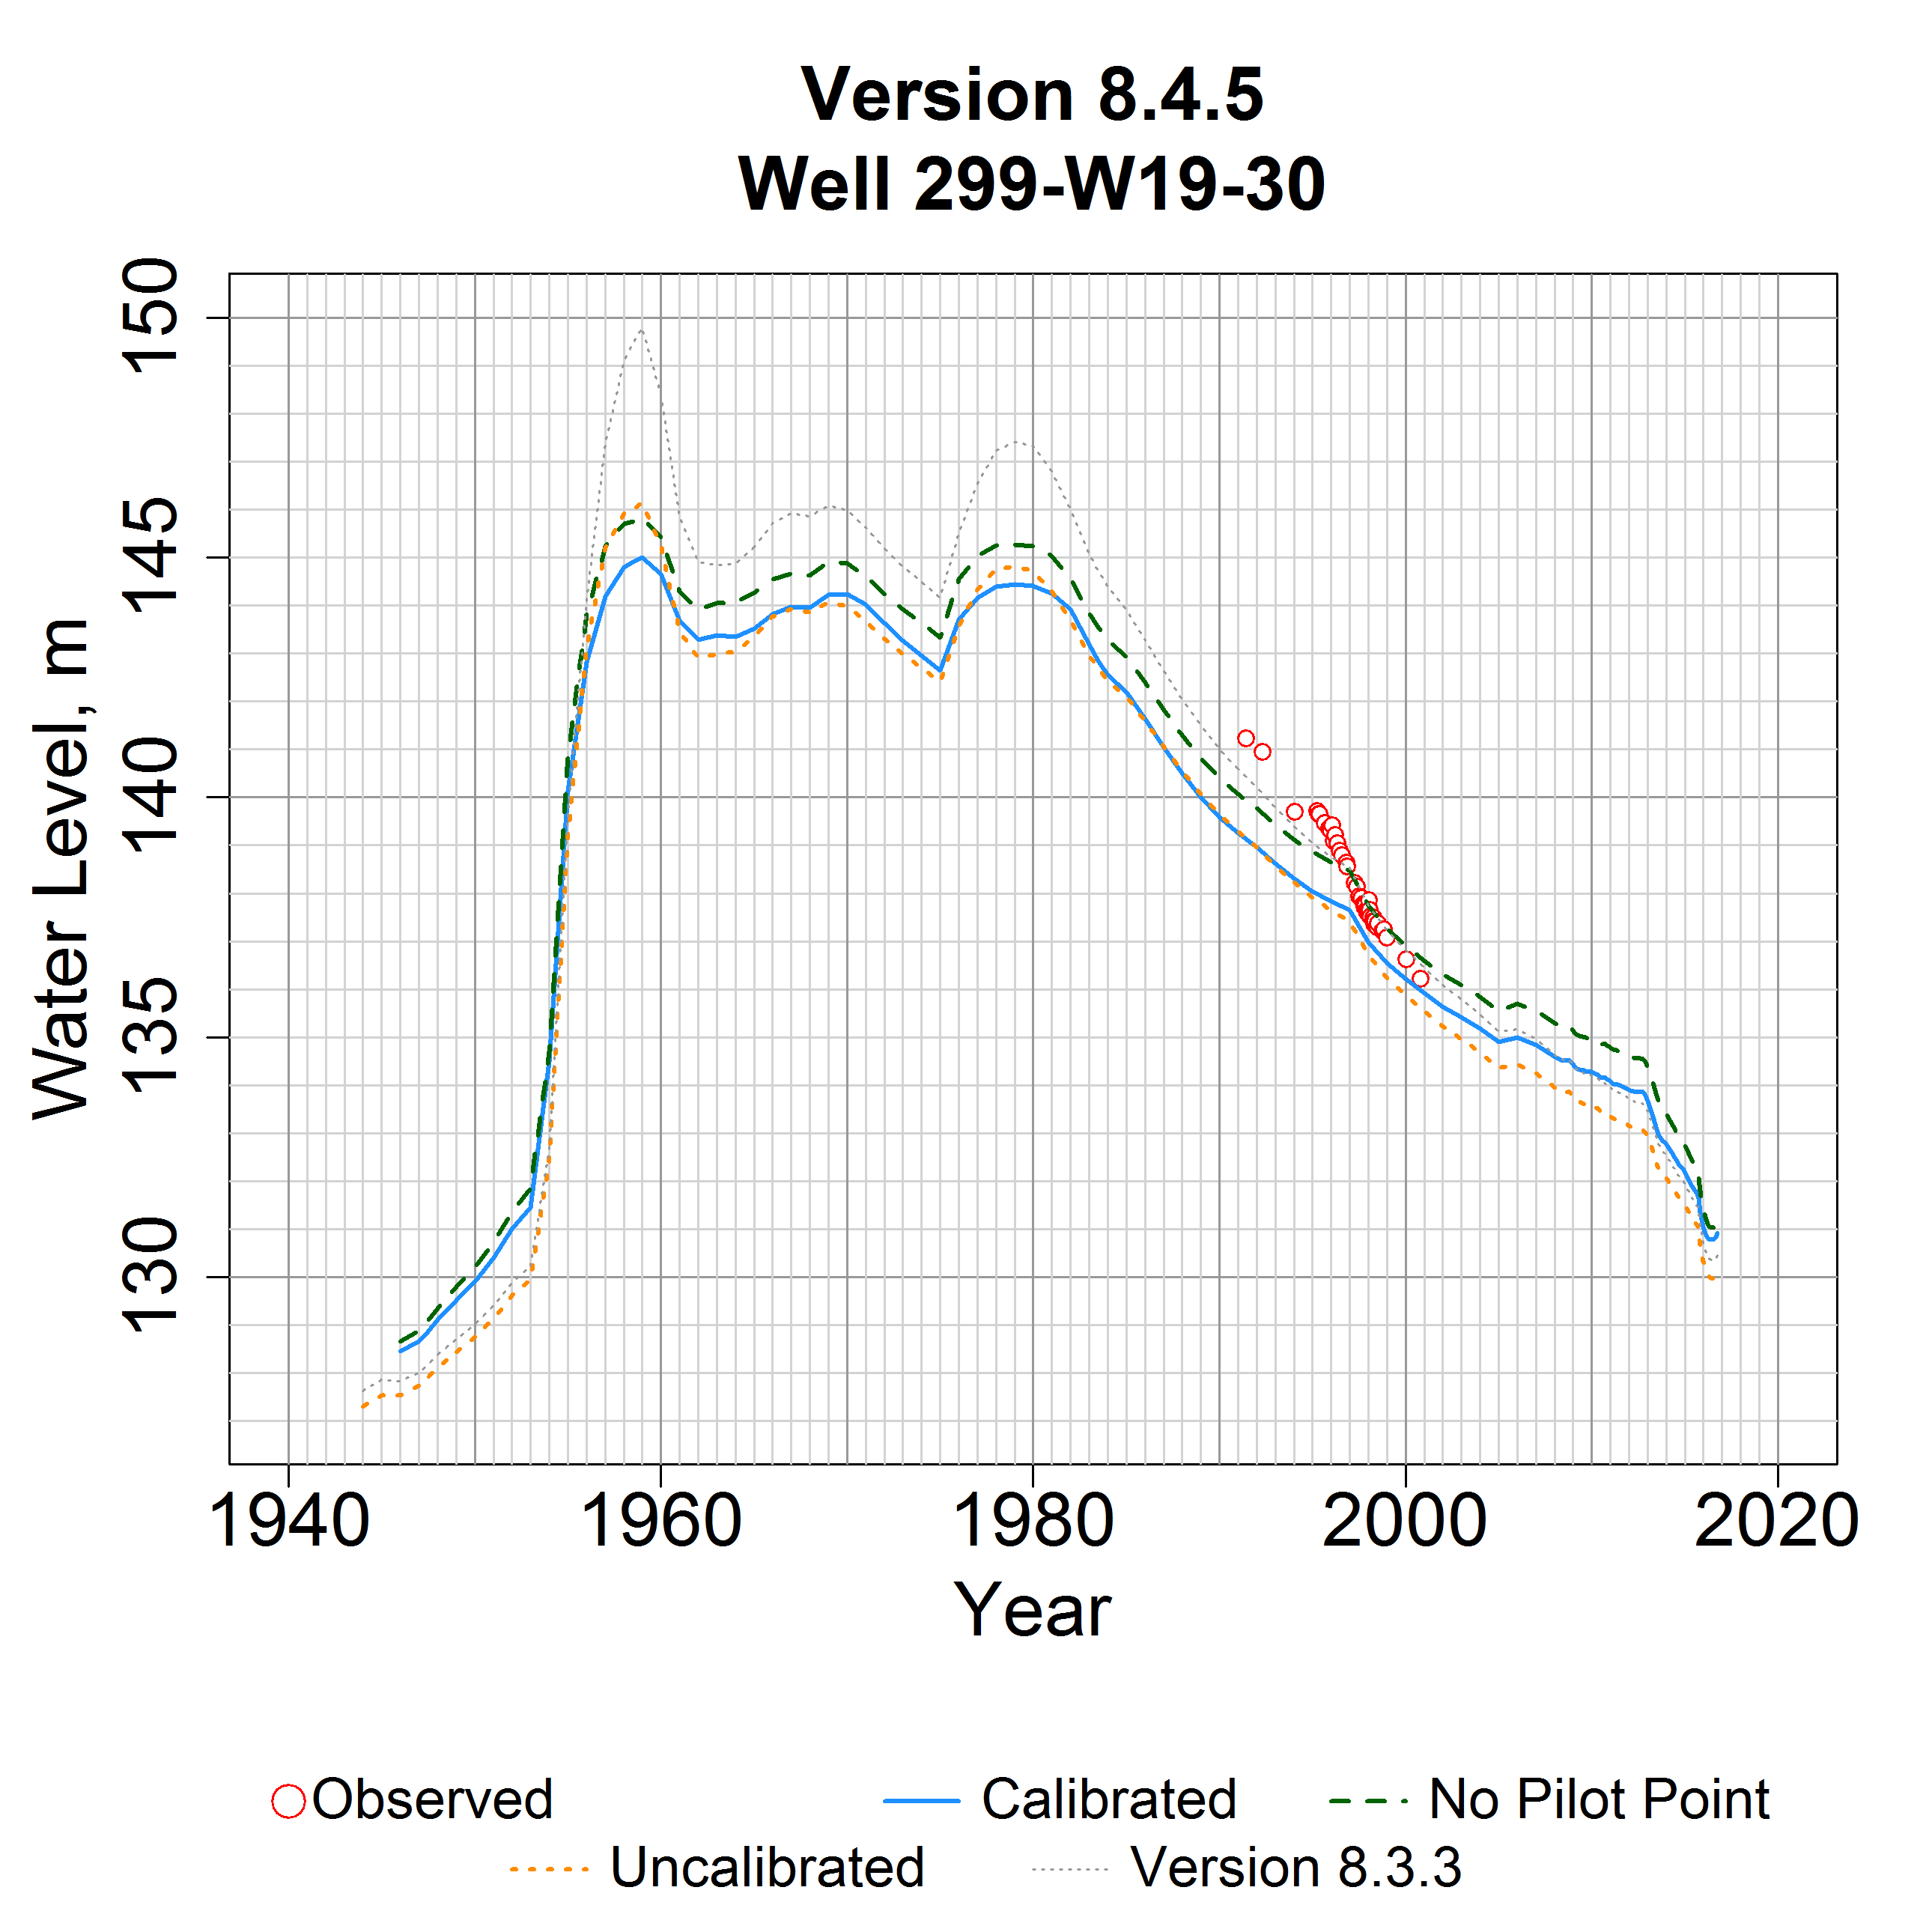 Version 8.4.5
Well 299-W19-30
Water Level, m
150
145
140
135
130
1940 1960 1980 2000 2020
Year
Observed Calibrated No Pilot Point
Uncalibrated Version 8.3.3